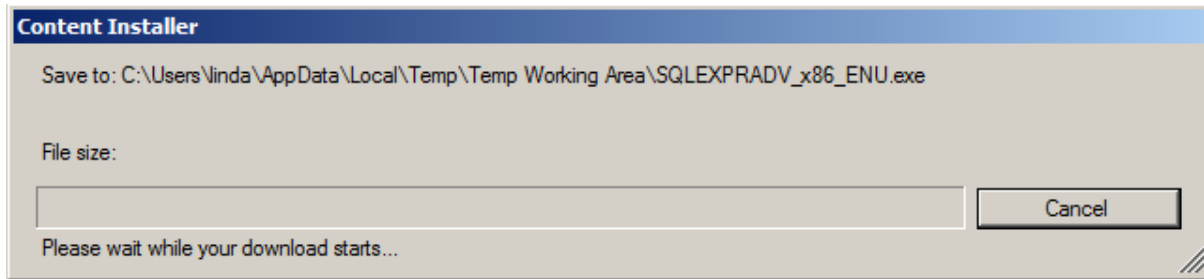 Content Installer
Save to: C:\Users\linda\AppData\Local\Temp\Temp Working Area\SQLEXPRADV_x86_ENU.exe
File size:
Cancel
Please wait while your download starts...